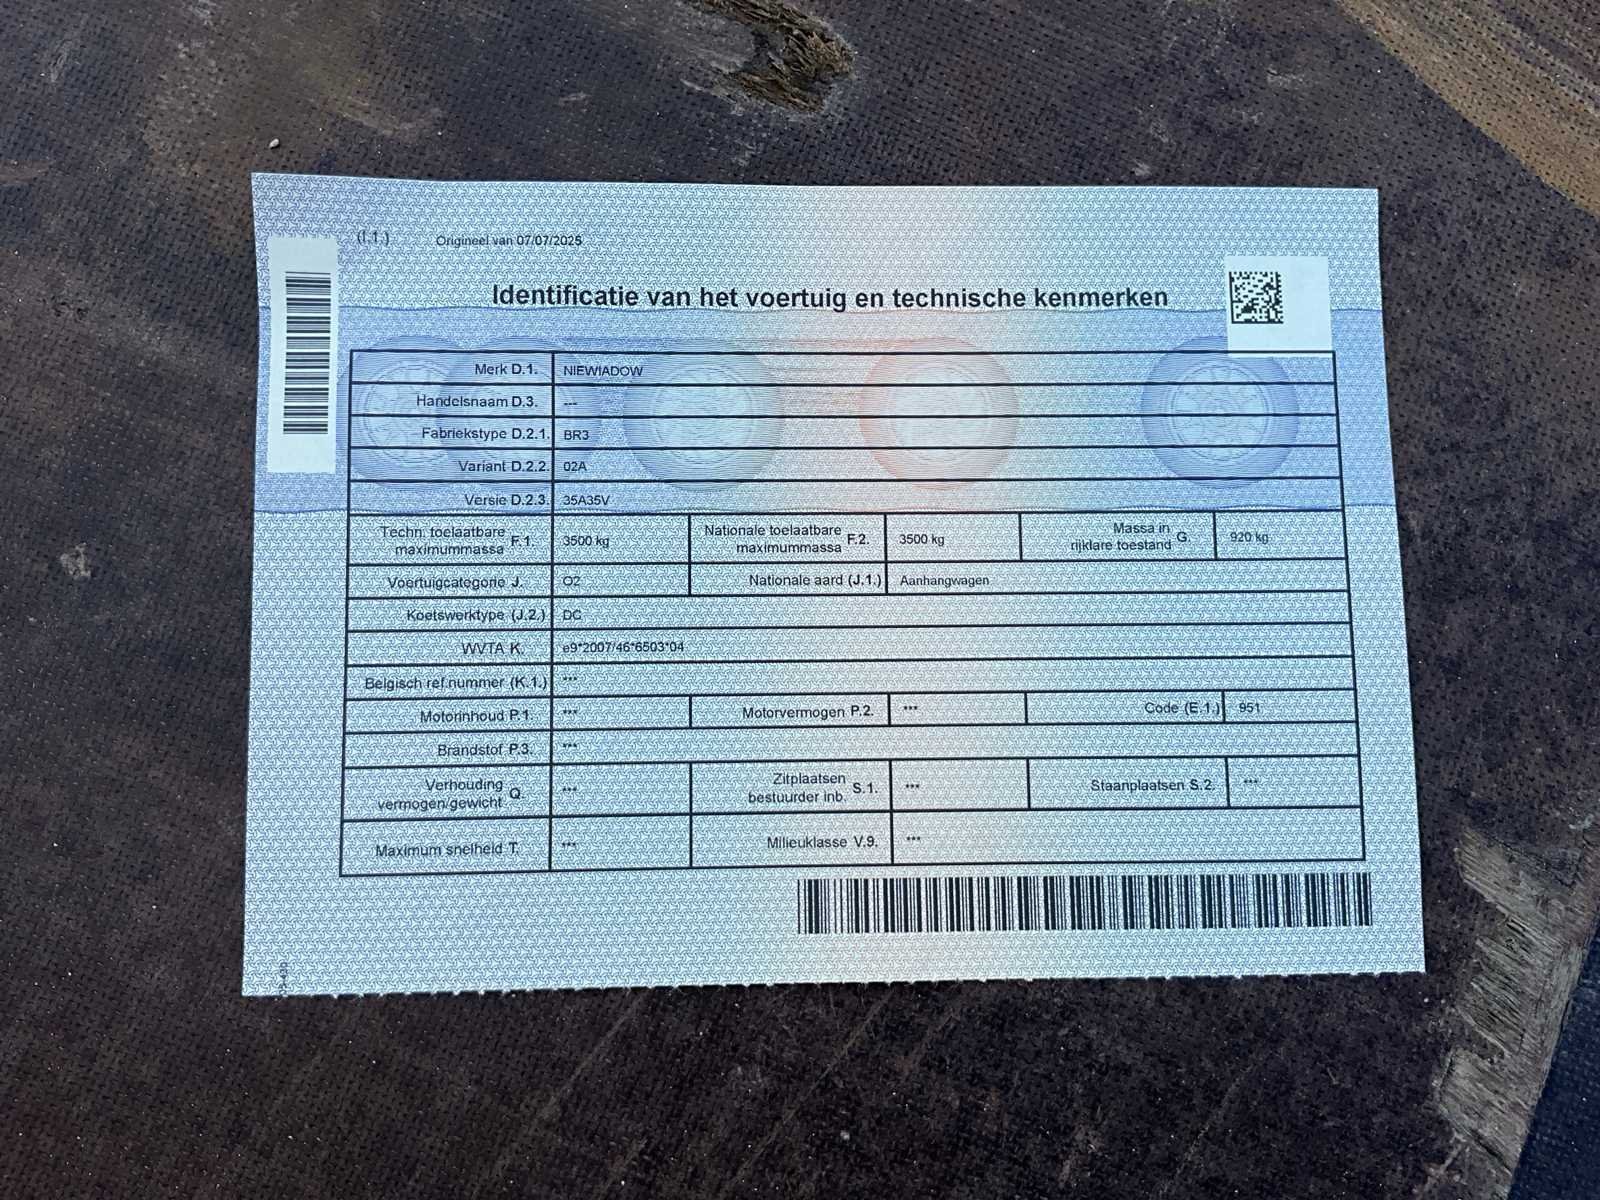 (I.1.) Origineel van 07/07/2025
Identificatie van het voertuig en technische kenmerken
Merk D.1. NIEWIADOW
Handelsnaam D.3. ---
Fabriekstype D.2.1. BR3
Variant D.2.2. 02A
Versie D.2.3. 35A35V
Techn. toelaatbare maximummassa F.1. 3500 kg Nationale toelaatbare maximummassa F.2. 3500 kg Massa in rijklare toestand G. 920 kg
Voertuigcategorie J. O2 Nationale aard (J.1.) Aanhangwagen
Koetswerktype (J.2.) DC
WVTA K. e9*2007/46*6503*04
Belgisch ref.nummer (K.1.) ***
Motorinhoud P.1. *** Motorvermogen P.2. *** Code (E.1.) 951
Brandstof P.3. ***
Verhouding vermogen/gewicht Q. *** Zitplaatsen bestuurder inb. S.1. *** Staanplaatsen S.2. ***
Maximum snelheid T. *** Milieuklasse V.9. ***